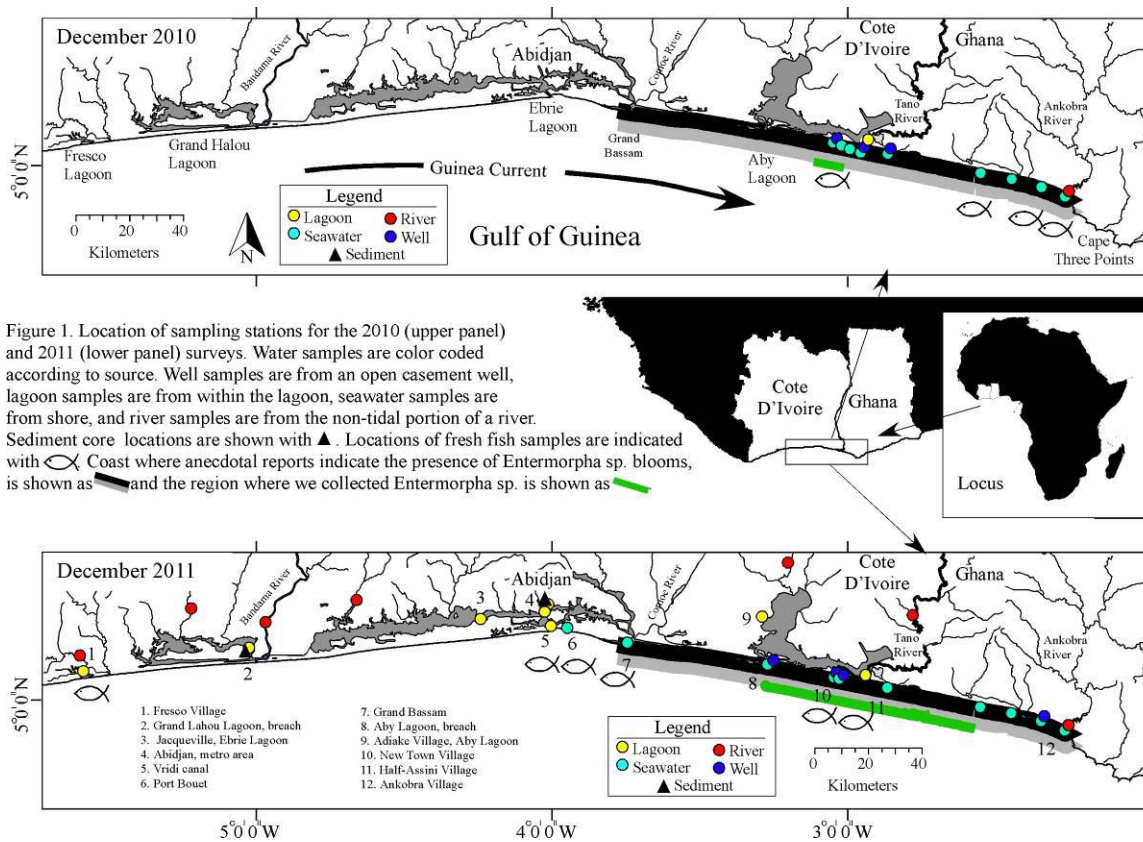 December 2010
Bandama River
Abidjan
Comoe River
Cote
D'Ivoire
Ghana
Tano
River
Ankobra
River
Ebrie
Lagoon
Grand Halou
Lagoon
Fresco
Lagoon
Grand
Bassam
Aby
Lagoon
5°0'0"N
Guinea Current
Legend
Lagoon
River
Seawater
Well
Sediment
0 20 40
Kilometers
N
Gulf of Guinea
Cape
Three Points
Figure 1. Location of sampling stations for the 2010 (upper panel)
and 2011 (lower panel) surveys. Water samples are color coded
according to source. Well samples are from an open casement well,
lagoon samples are from within the lagoon, seawater samples are
from shore, and river samples are from the non-tidal portion of a river.
Sediment core locations are shown with ▲. Locations of fresh fish samples are indicated
with . Coast where anecdotal reports indicate the presence of Entermorpha sp. blooms,
is shown as and the region where we collected Entermorpha sp. is shown as .
Cote
D'Ivoire
Ghana
Locus
December 2011
Bandama River
Abidjan
Comoe River
Cote
D'Ivoire
Ghana
Tano
River
Ankobra
River
1
2
3
4
5
6
7
8
9
10
11
12
5°0'0"N
1. Fresco Village
2. Grand Lahou Lagoon, breach
3. Jacqueville, Ebrie Lagoon
4. Abidjan, metro area
5. Vridi canal
6. Port Bouet
7. Grand Bassam
8. Aby Lagoon, breach
9. Adiake Village, Aby Lagoon
10. New Town Village
11. Half-Assini Village
12. Ankobra Village
Legend
Lagoon
River
Seawater
Well
Sediment
0 20 40
Kilometers
5°0'0"W
4°0'0"W
3°0'0"W